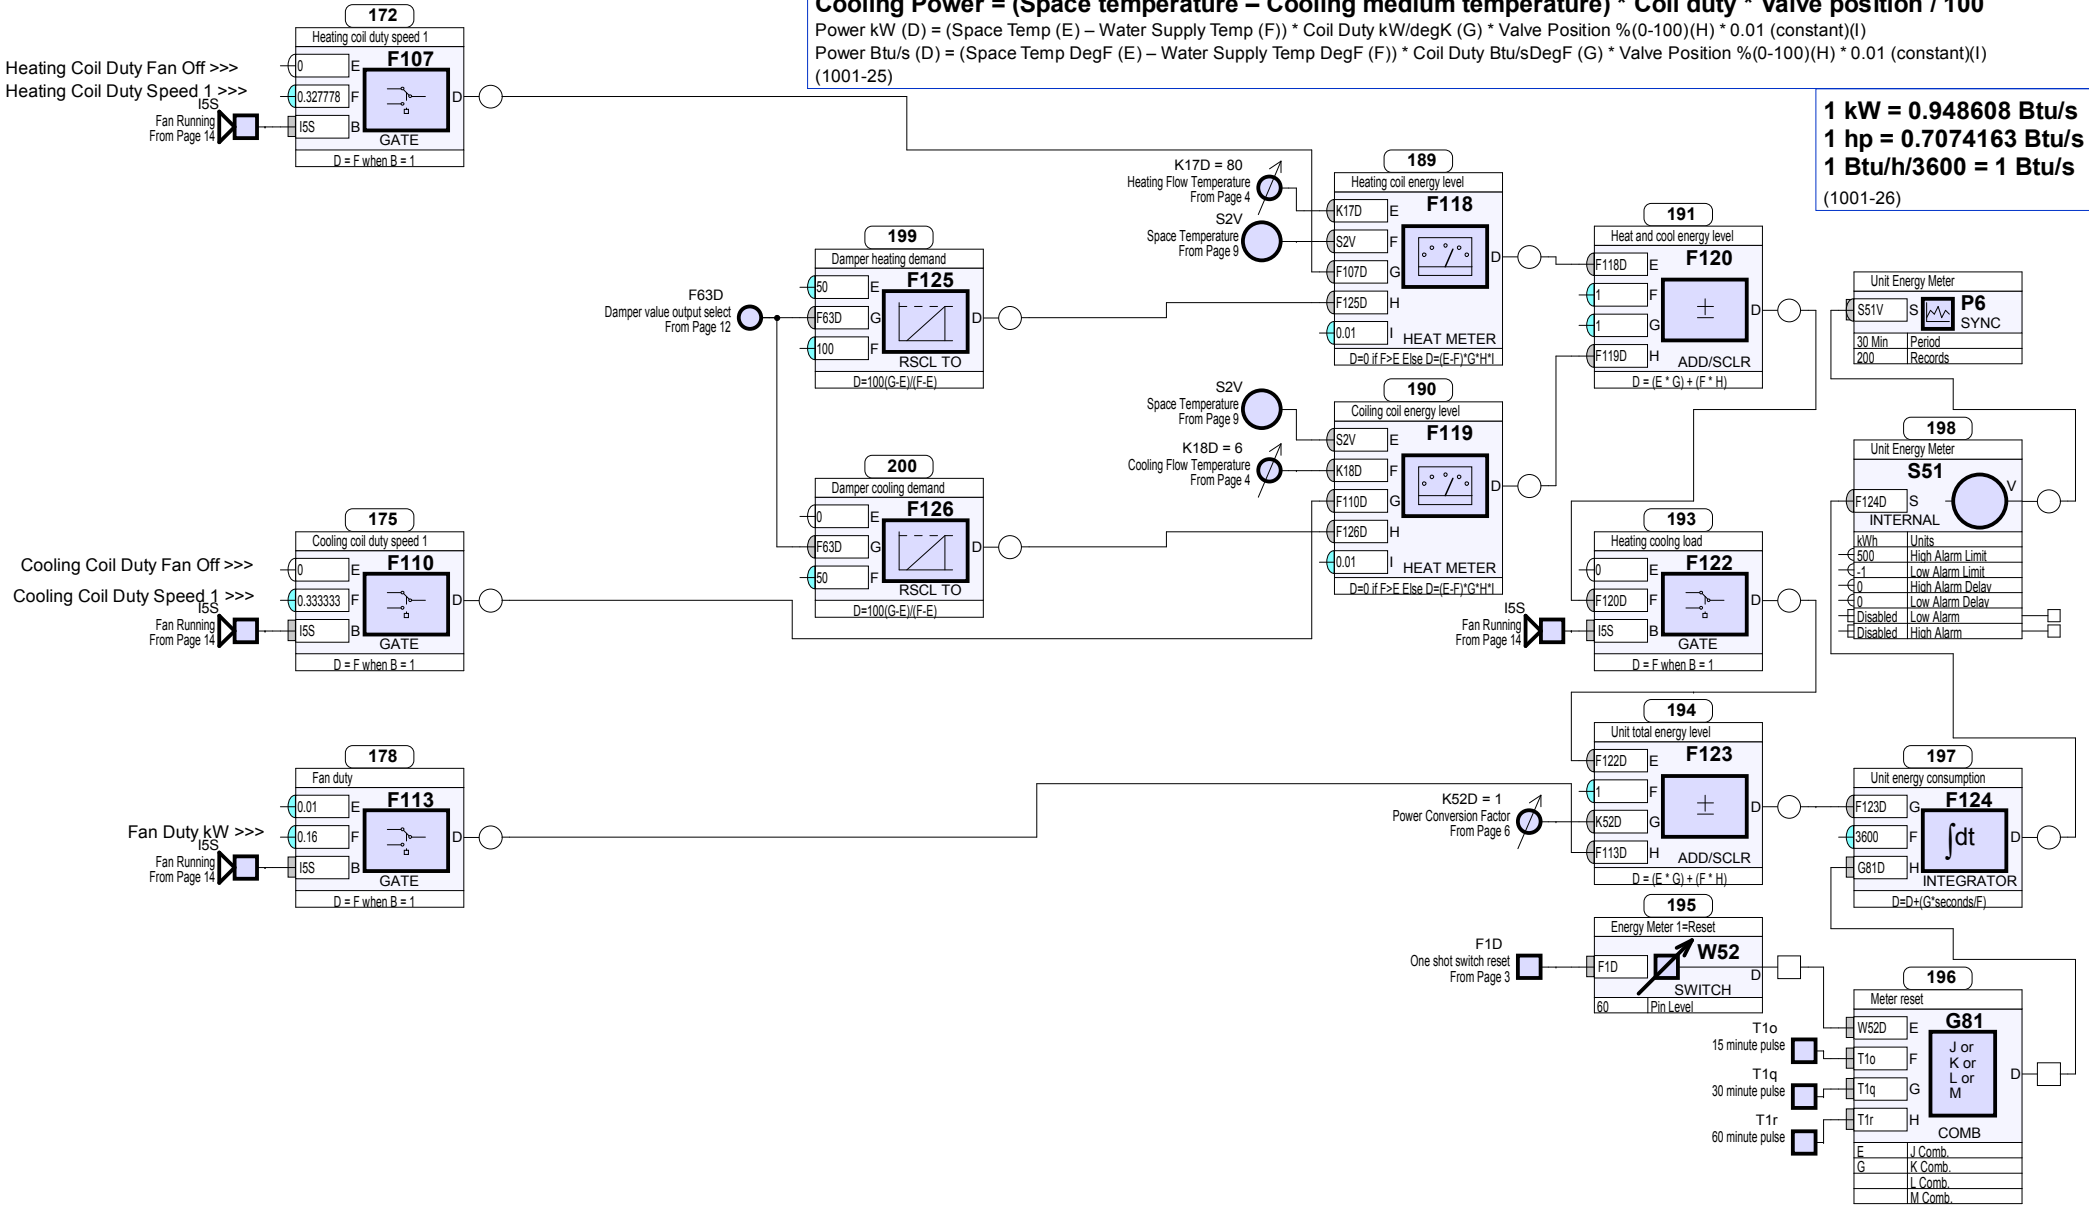 Cooling Power = (Space temperature – Cooling medium temperature) * Coil duty * Valve position / 100
Power kW (D) = (Space Temp (E) – Water Supply Temp (F)) * Coil Duty kW/degK (G) * Valve Position %(0-100)(H) * 0.01 (constant)(I)
Power Btu/s (D) = (Space Temp DegF (E) – Water Supply Temp DegF (F)) * Coil Duty Btu/sDegF (G) * Valve Position %(0-100)(H) * 0.01 (constant)(I)
(1001-25)
1 kW = 0.948608 Btu/s
1 hp = 0.7074163 Btu/s
1 Btu/h/3600 = 1 Btu/s
(1001-26)
172
Heating coil duty speed 1
F107
Heating Coil Duty Fan Off >>>
0 E
Heating Coil Duty Speed 1 >>>
0.327778 F
D
I5S
Fan Running
From Page 14
I5S B
GATE
D = F when B = 1
199
Damper heating demand
F125
50 E
F63D
Damper value output select
From Page 12
F63D G
D
100 F
RSCL TO
D=100(G-E)/(F-E)
200
Damper cooling demand
F126
0 E
F63D G
D
50 F
RSCL TO
D=100(G-E)/(F-E)
175
Cooling coil duty speed 1
F110
Cooling Coil Duty Fan Off >>>
0 E
Cooling Coil Duty Speed 1 >>>
0.333333 F
D
I5S
Fan Running
From Page 14
I5S B
GATE
D = F when B = 1
178
Fan duty
F113
0.01 E
Fan Duty kW >>>
0.16 F
D
I5S
Fan Running
From Page 14
I5S B
GATE
D = F when B = 1
189
Heating coil energy level
F118
K17D = 80
Heating Flow Temperature
From Page 4
K17D E
S2V
Space Temperature
From Page 9
S2V F
D
F107D G
F125D H
0.01 I
HEAT METER
D=0 if F>E Else D=(E-F)*G*H*I
190
Coiling coil energy level
F119
S2V
Space Temperature
From Page 9
S2V E
K18D = 6
Cooling Flow Temperature
From Page 4
K18D F
D
F110D G
F126D H
0.01 I
HEAT METER
D=0 if F>E Else D=(E-F)*G*H*I
191
Heat and cool energy level
F120
F118D E
1 F
1 G
D
F119D H
ADD/SCLR
D = (E * G) + (F * H)
193
Heating coolng load
F122
0 E
F120D F
D
I5S
Fan Running
From Page 14
I5S B
GATE
D = F when B = 1
194
Unit total energy level
F123
F122D E
1 F
D
K52D = 1
Power Conversion Factor
From Page 6
K52D G
F113D H
ADD/SCLR
D = (E * G) + (F * H)
195
Energy Meter 1=Reset
W52
F1D
One shot switch reset
From Page 3
F1D
D
SWITCH
60 Pin Level
Unit Energy Meter
P6
S51V S
SYNC
30 Min Period
200 Records
198
Unit Energy Meter
S51
V
F124D S
INTERNAL
kWh Units
500 High Alarm Limit
-1 Low Alarm Limit
0 High Alarm Delay
0 Low Alarm Delay
Disabled Low Alarm
Disabled High Alarm
197
Unit energy consumption
F124
F123D G
3600 F
∫dt
D
G81D H
INTEGRATOR
D=D+(G*seconds/F)
196
Meter reset
G81
W52D E
J or
K or
L or
M
T1o
15 minute pulse
T1o F
D
T1q
30 minute pulse
T1q G
T1r
60 minute pulse
T1r H
COMB
E J Comb.
G K Comb.
L Comb.
M Comb.